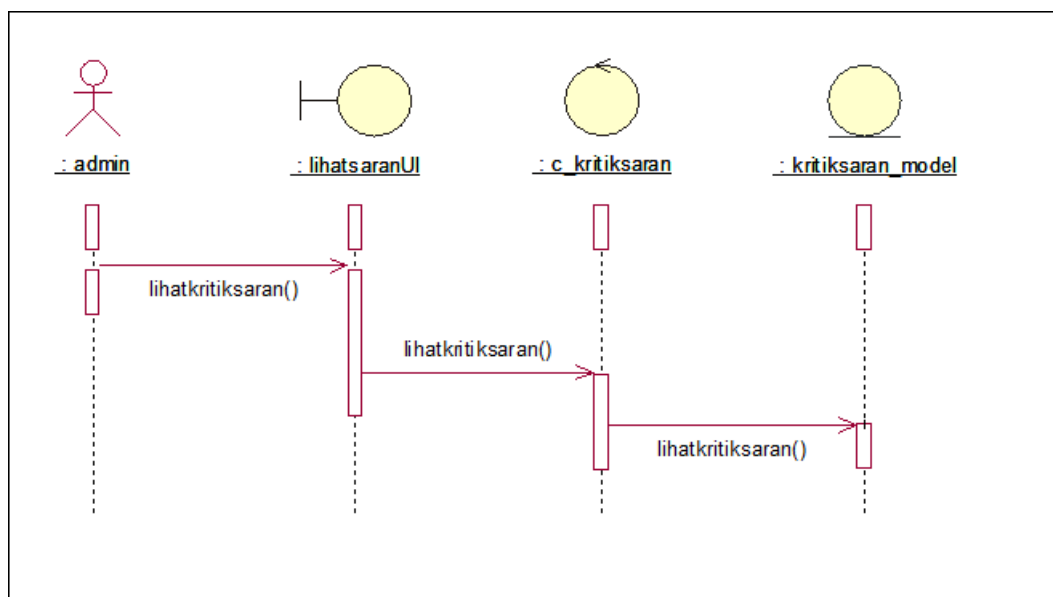 : admin
: lihatsaranUI
: c_kritiksaran
: kritiksaran_model
lihatkritiksaran()
lihatkritiksaran()
lihatkritiksaran()